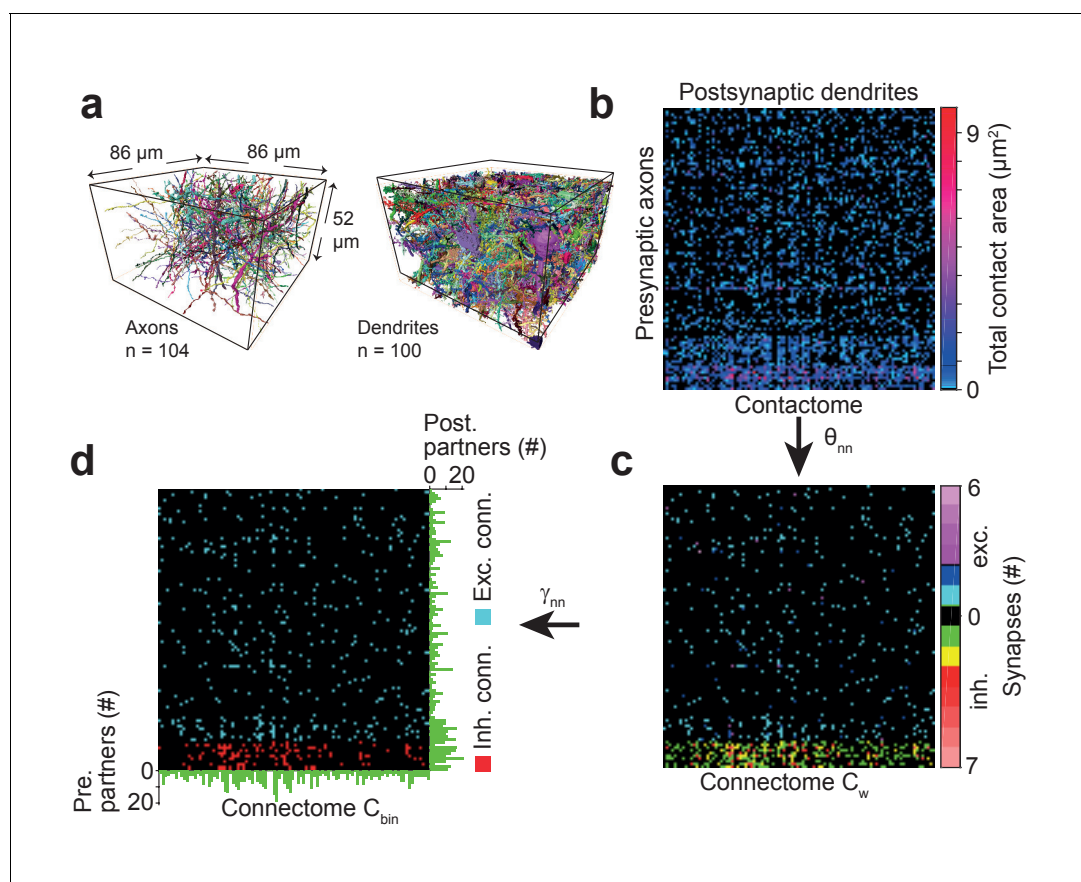 a
86 µm
86 µm
52
µm
Axons
n = 104
Dendrites
n = 100
b
Postsynaptic dendrites
Presynaptic axons
Contactome
9
0
Total contact area (µm²)
θnn
c
6
0
7
exc.
inh.
Synapses (#)
Connectome Cw
γnn
d
Post.
partners (#)
0 20
Exc. conn.
Inh. conn.
Pre.
partners (#)
0
20
Connectome Cbin